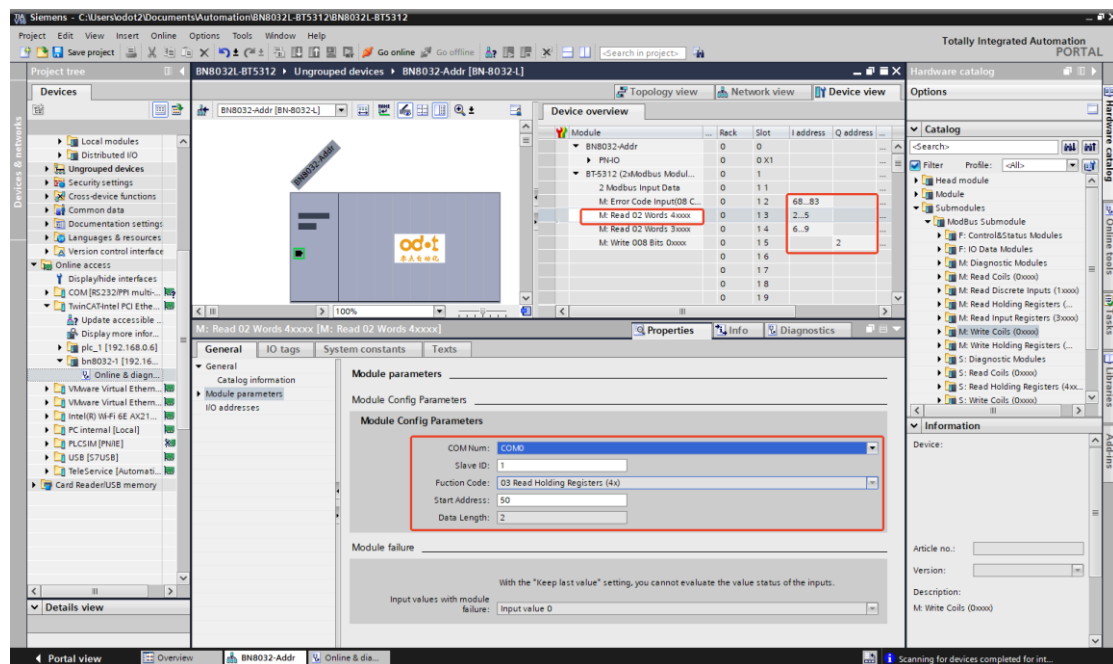 Siemens - C:\Users\odot2\Documents\Automation\BN8032L-BT5312\BN8032L-BT5312
Project Edit View Insert Online Options Tools Window Help
Totally Integrated Automation
PORTAL
Save project
Go online
Go offline
<Search in project>
Project tree
BN8032L-BT5312 ▸ Ungrouped devices ▸ BN8032-Addr [BN-8032-L]
Hardware catalog
Devices
Topology view
Network view
Device view
Options
BN8032-Addr [BN-8032-L]
Device overview
Module ... Rack Slot I address Q address ...
BN8032-Addr 0 0
PN-IO 0 0 X1
BT-5312 (2xModbus Modul... 0 1
2 Modbus Input Data 0 1 1
M: Error Code Input(08 C... 0 1 2 68...83
M: Read 02 Words 4xxxx 0 1 3 2...5
M: Read 02 Words 3xxxx 0 1 4 6...9
M: Write 008 Bits 0xxxx 0 1 5 2
0 1 6
0 1 7
0 1 8
0 1 9
BN8032-Addr
odot
零点自动化
100%
Devices & networks
Local modules
Distributed I/O
Ungrouped devices
Security settings
Cross-device functions
Common data
Documentation settings
Languages & resources
Version control interface
Online access
Display/hide interfaces
COM [RS232/PPI multi-...
TwinCAT-Intel PCI Ethe...
Update accessible ...
Display more infor...
plc_1 [192.168.0.6]
bn8032-1 [192.16...
Online & diagn...
VMware Virtual Ethern...
VMware Virtual Ethern...
Intel(R) Wi-Fi 6E AX21...
PC internal [Local]
PLCSIM [PN/IE]
USB [S7USB]
TeleService [Automati...
Card Reader/USB memory
Details view
M: Read 02 Words 4xxxx [M: Read 02 Words 4xxxx]
Properties
Info
Diagnostics
General
IO tags
System constants
Texts
General
Catalog information
Module parameters
I/O addresses
Module parameters
Module Config Parameters
Module Config Parameters
COM Num: COM0
Slave ID: 1
Fuction Code: 03 Read Holding Registers (4x)
Start Address: 50
Data Length: 2
Module failure
With the "Keep last value" setting, you cannot evaluate the value status of the inputs.
Input values with module
failure: Input value 0
Catalog
<Search>
Filter Profile: <All>
Head module
Module
Submodules
ModBus Submodule
F: Control&Status Modules
F: IO Data Modules
M: Diagnostic Modules
M: Read Coils (0xxxx)
M: Read Discrete Inputs (1xxxx)
M: Read Holding Registers (...
M: Read Input Registers (3xxxx)
M: Write Coils (0xxxx)
M: Write Holding Registers (...
S: Diagnostic Modules
S: Read Coils (0xxxx)
S: Read Holding Registers (4xx...
S: Write Coils (0xxxx)
Information
Device:
Article no.:
Version:
Description:
M: Write Coils (0xxxx)
Hardware catalog
Online tools
Tasks
Libraries
Add-ins
Portal view
Overview
BN8032-Addr
Online & dia...
Scanning for devices completed for int...